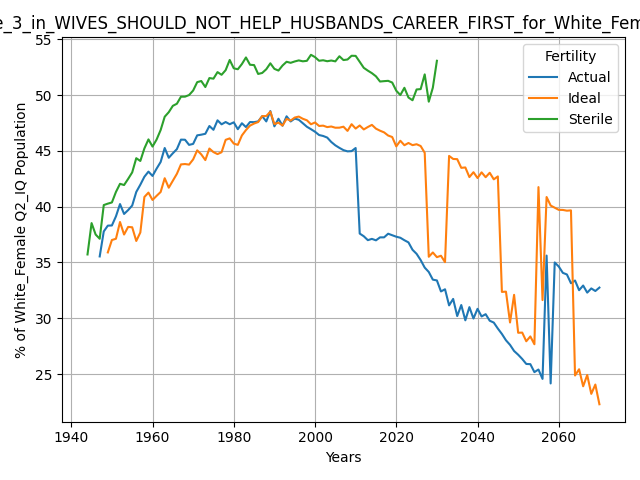 e_3_in_WIVES_SHOULD_NOT_HELP_HUSBANDS_CAREER_FIRST_for_White_Fem
55
50
45
40
35
30
25
% of White_Female Q2_IQ Population
1940
1960
1980
2000
2020
2040
2060
Years
Fertility
Actual
Ideal
Sterile